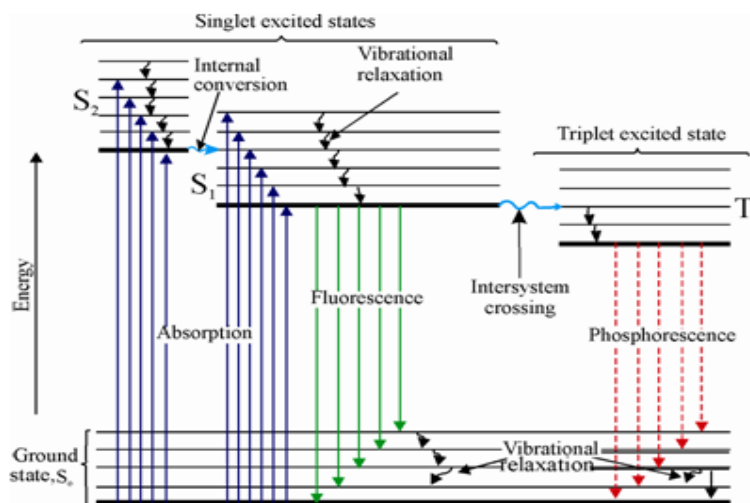 Singlet excited states
Internal
conversion
Vibrational
relaxation
S2
Triplet excited state
S1
T
Energy
Fluorescence
Intersystem
crossing
Absorption
Phosphorescence
Ground
state,S₀
Vibrational
relaxation